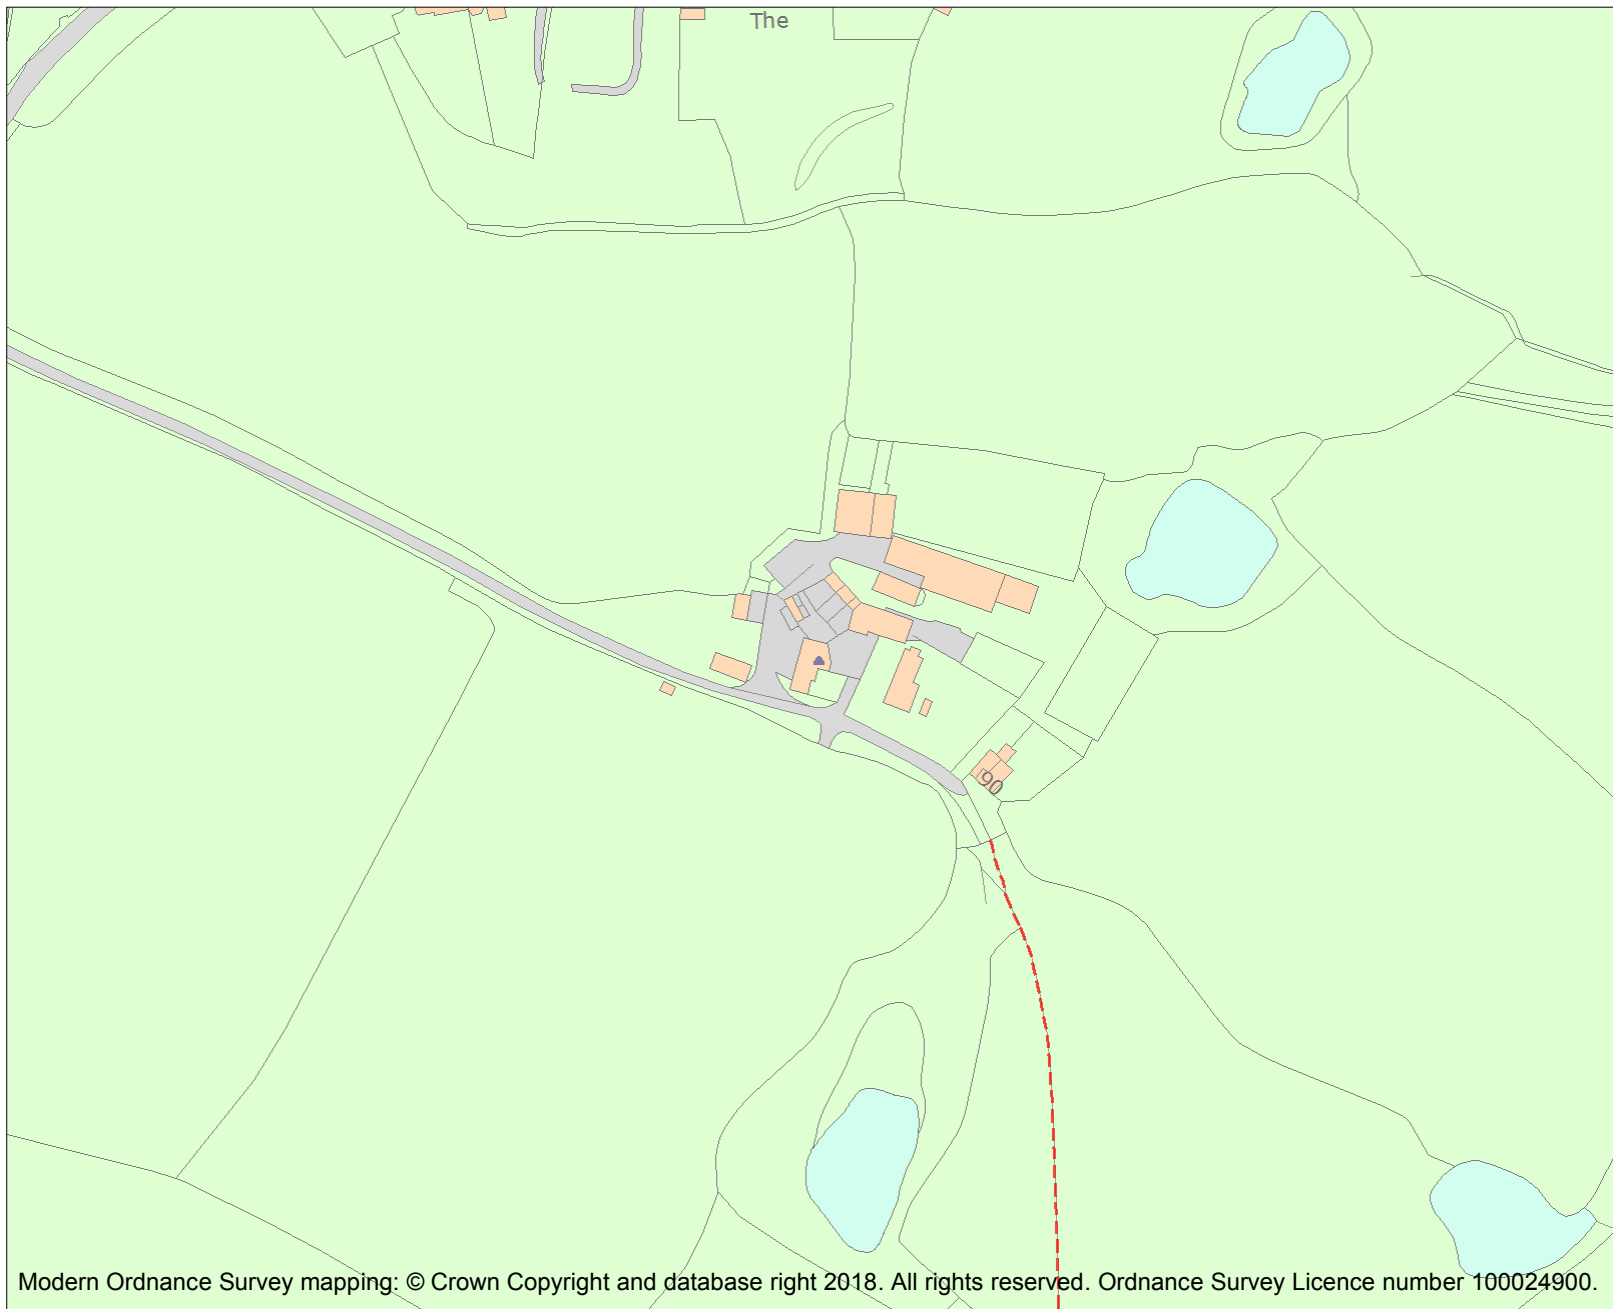 The
90
Modern Ordnance Survey mapping: © Crown Copyright and database right 2018. All rights reserved. Ordnance Survey Licence number 100024900.